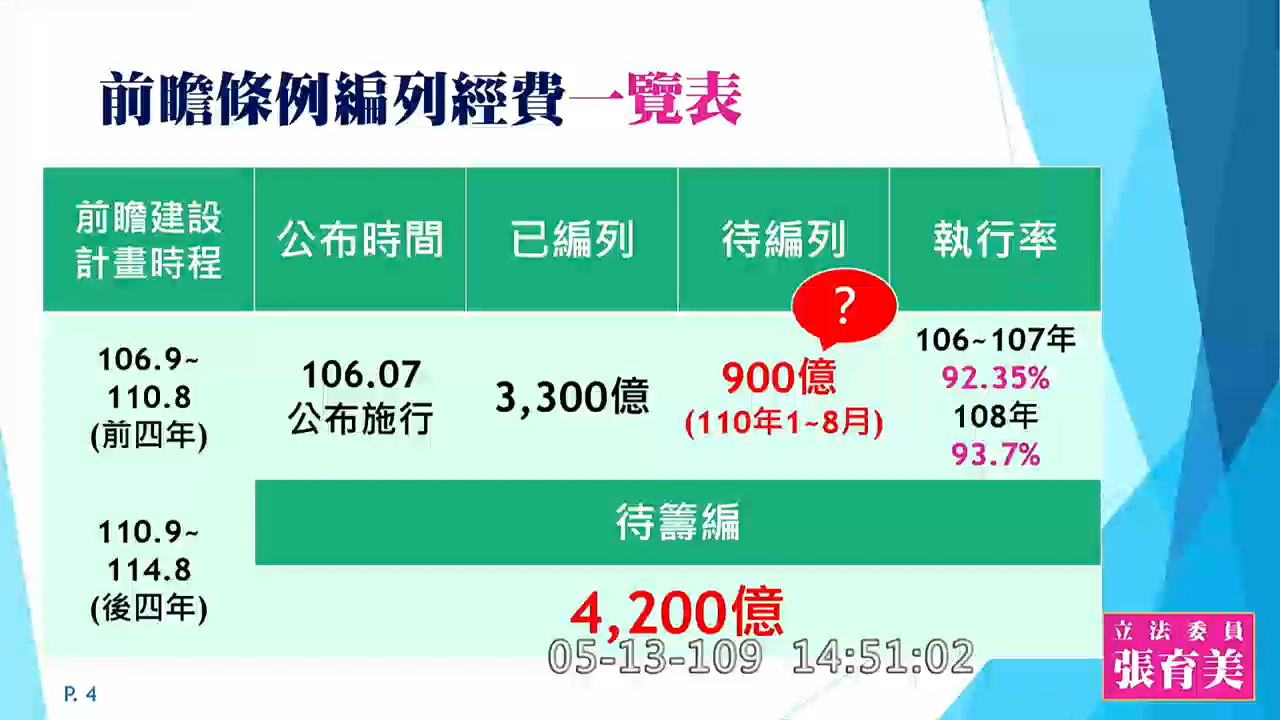 前瞻條例編列經費一覽表
前瞻建設
計畫時程
公布時間
已編列
待編列
執行率
?
106.9~
110.8
(前四年)
106.07
公布施行
3,300億
900億
(110年1~8月)
106~107年
92.35%
108年
93.7%
110.9~
114.8
(後四年)
待籌編
4,200億
05-13-109 14:51:02
立法委員
張育美
P. 4